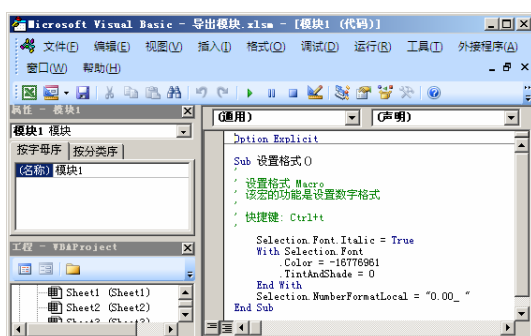 Microsoft Visual Basic - 导出模块.xlsm - [模块1 (代码)]
文件(F) 编辑(E) 视图(V) 插入(I) 格式(O) 调试(D) 运行(R) 工具(T) 外接程序(A)
窗口(W) 帮助(H)
属性 - 模块1
模块1 模块
按字母序 按分类序
(名称) 模块1
工程 - VBAProject
Sheet1 (Sheet1)
Sheet2 (Sheet2)
Sheet3 (Sheet3)
(通用) (声明)
Option Explicit
Sub 设置格式()
'
' 设置格式 Macro
' 该宏的功能是设置数字格式
'
' 快捷键: Ctrl+t
'
Selection.Font.Italic = True
With Selection.Font
.Color = -16776961
.TintAndShade = 0
End With
Selection.NumberFormatLocal = "0.00_ "
End Sub